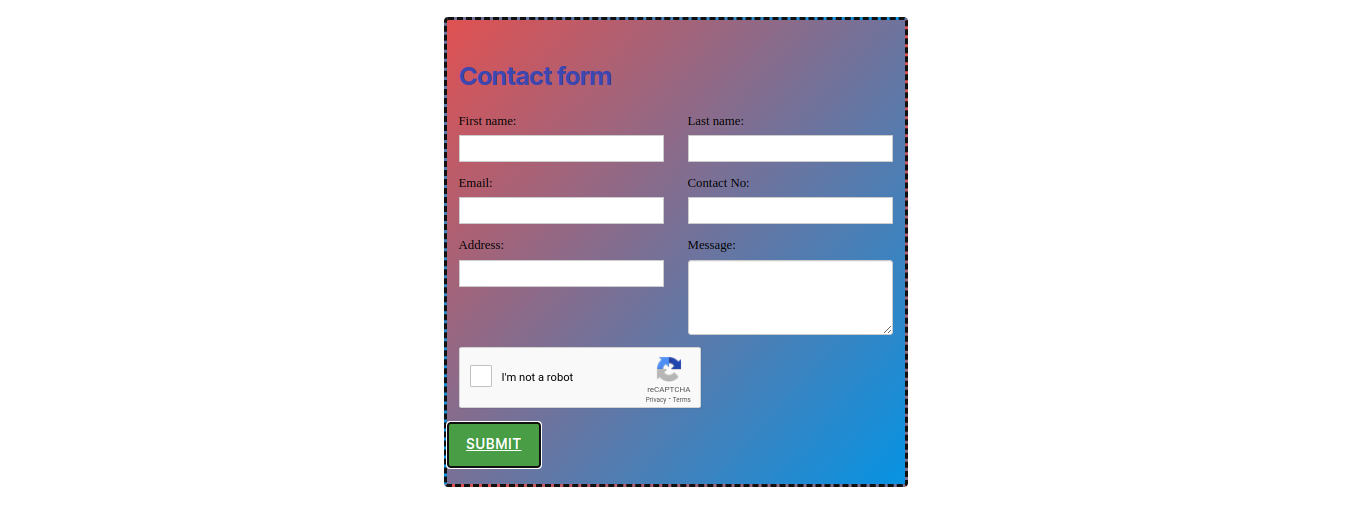 Contact form
First name:
Last name:
Email:
Contact No:
Address:
Message:
I'm not a robot
reCAPTCHA
Privacy - Terms
SUBMIT